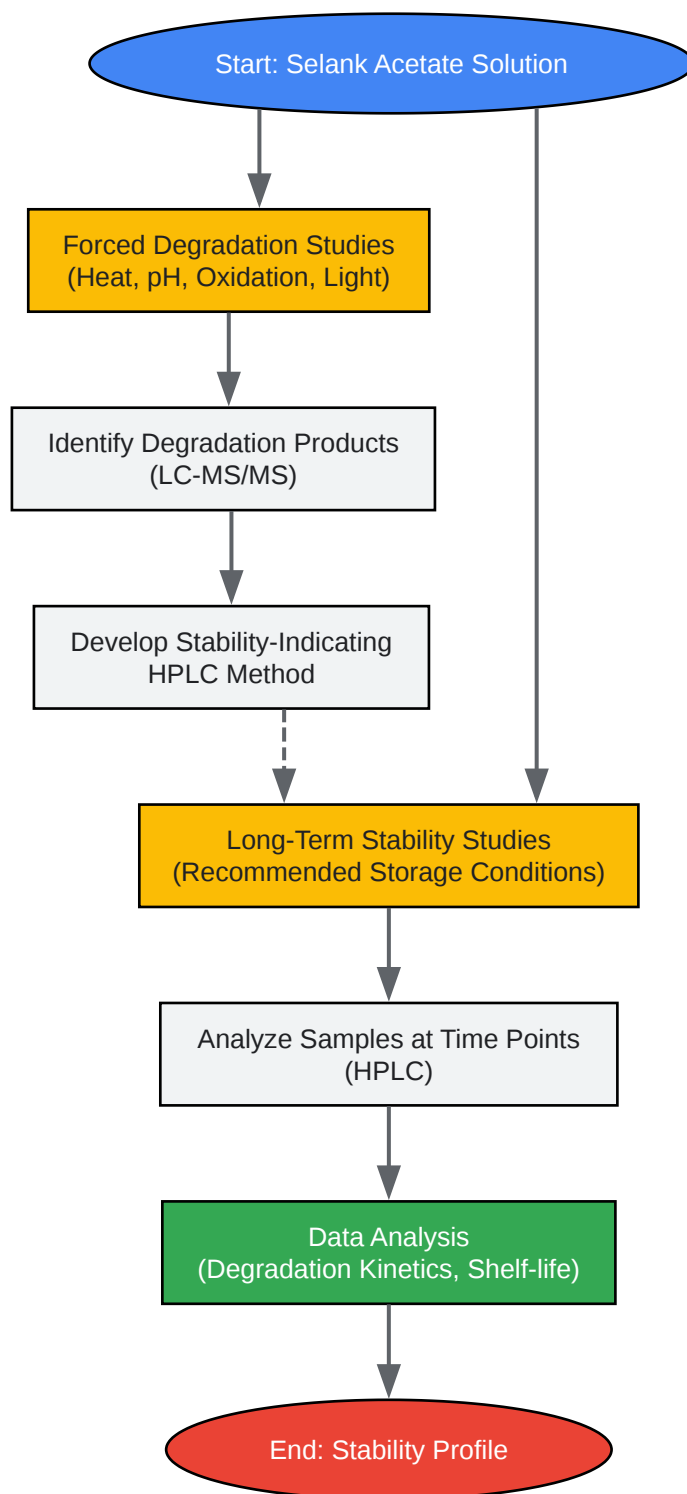 Start: Selank Acetate Solution
Forced Degradation Studies
(Heat, pH, Oxidation, Light)
Identify Degradation Products
(LC-MS/MS)
Develop Stability-Indicating
HPLC Method
Long-Term Stability Studies
(Recommended Storage Conditions)
Analyze Samples at Time Points
(HPLC)
Data Analysis
(Degradation Kinetics, Shelf-life)
End: Stability Profile